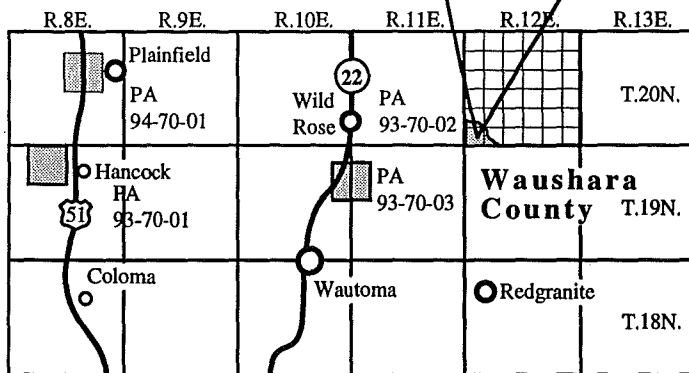 R.8E. R.9E. R.10E. R.11E. R.12E. R.13E.
Plainfield
PA
94-70-01
22
Wild
Rose
PA
93-70-02
T.20N.
Hancock
PA
93-70-01
51
PA
93-70-03
Waushara
County
T.19N.
Coloma
Wautoma
Redgranite
T.18N.